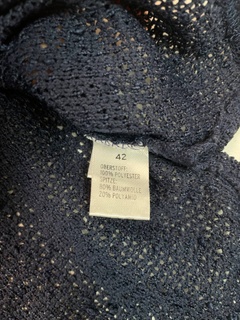 42
OBERSTOFF:
100% POLYESTER
SPITZE:
80% BAUMWOLLE
20% POLYAMID